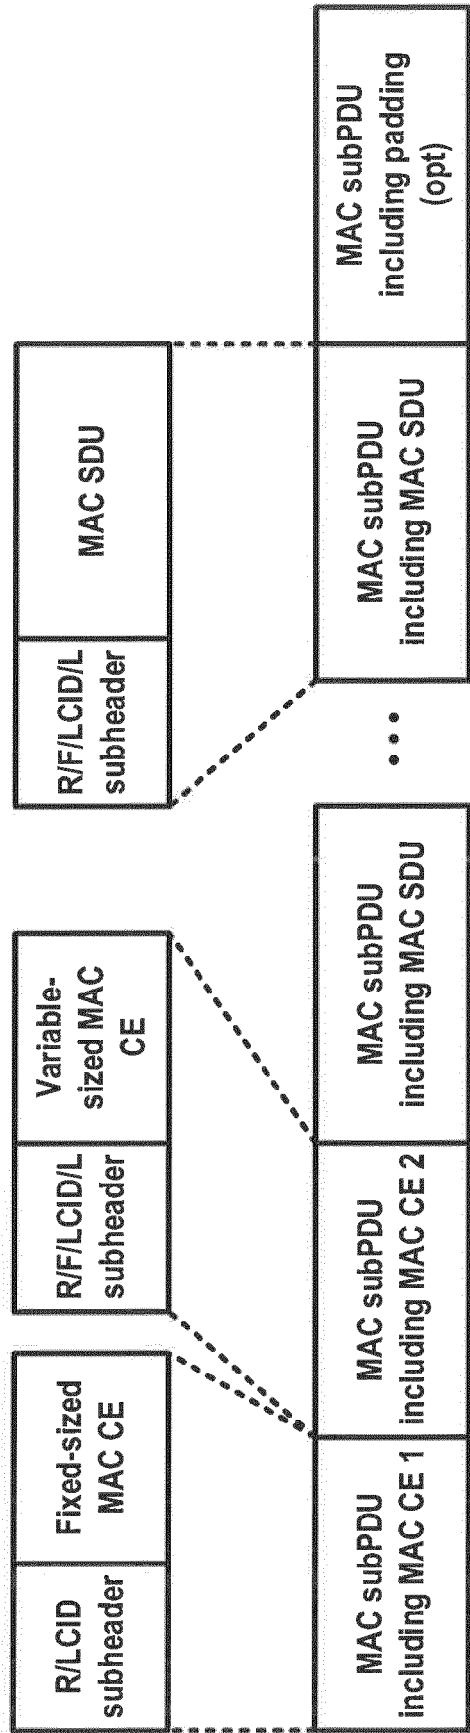 R/LCID
subheader
Fixed-sized
MAC CE
R/F/LCID/L
subheader
Variable-
sized MAC
CE
R/F/LCID/L
subheader
MAC SDU
MAC subPDU
including MAC CE 1
MAC subPDU
including MAC CE 2
MAC subPDU
including MAC SDU
...
MAC subPDU
including MAC SDU
MAC subPDU
including padding
(opt)